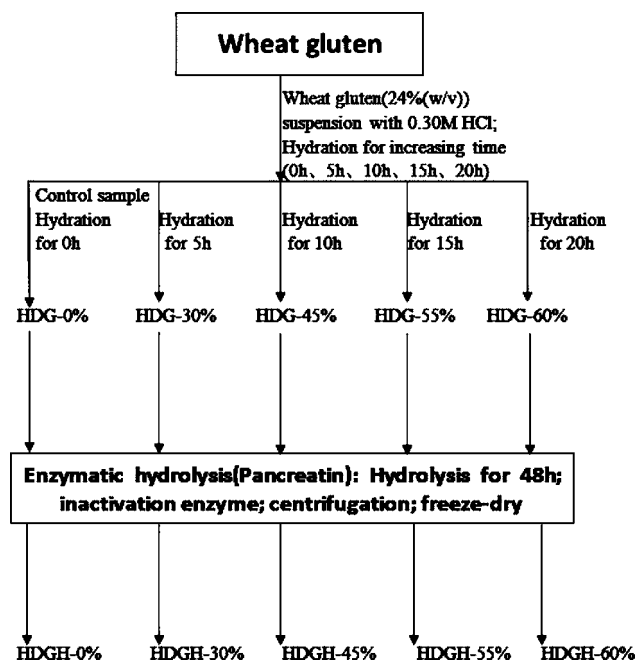 Wheat gluten
Wheat gluten(24%(w/v))
suspension with 0.30M HCl;
Hydration for increasing time
(0h、5h、10h、15h、20h)
Control sample
Hydration
for 0h
Hydration
for 5h
Hydration
for 10h
Hydration
for 15h
Hydration
for 20h
HDG-0%
HDG-30%
HDG-45%
HDG-55%
HDG-60%
Enzymatic hydrolysis(Pancreatin): Hydrolysis for 48h;
inactivation enzyme; centrifugation; freeze-dry
HDGH-0%
HDGH-30%
HDGH-45%
HDGH-55%
HDGH-60%